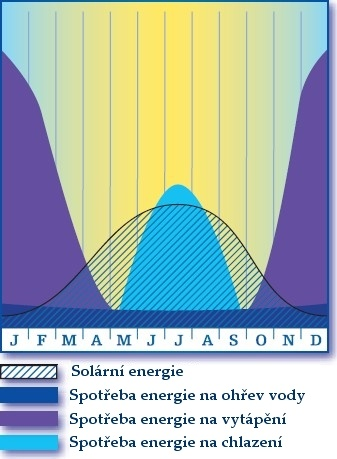 J F M A M J J A S O N D
Solární energie
Spotřeba energie na ohřev vody
Spotřeba energie na vytápění
Spotřeba energie na chlazení